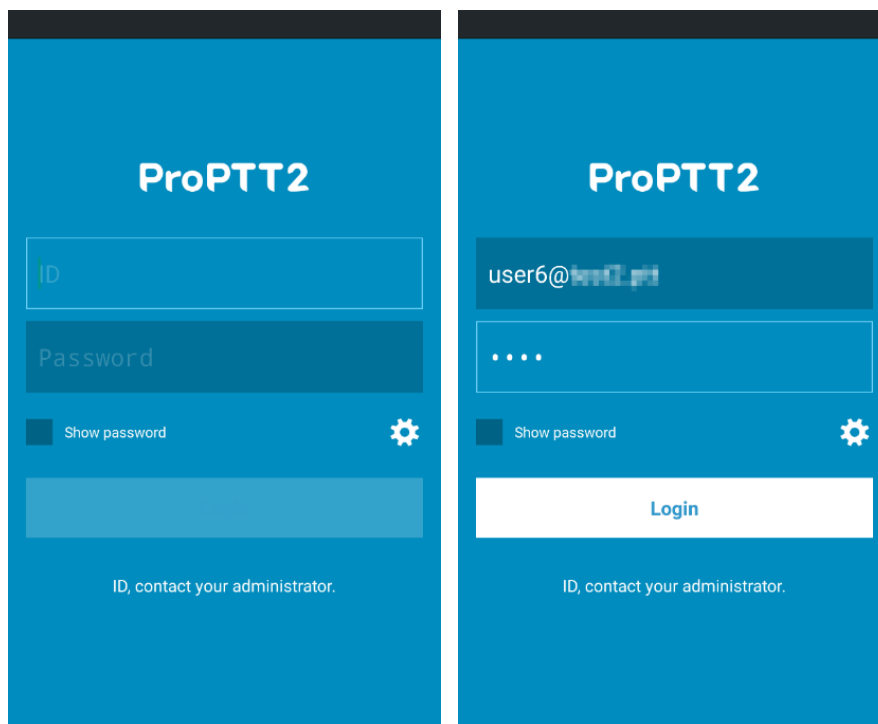 ProPTT2
ID
Password
Show password
ID, contact your administrator.
ProPTT2
user6@
••••
Show password
Login
ID, contact your administrator.